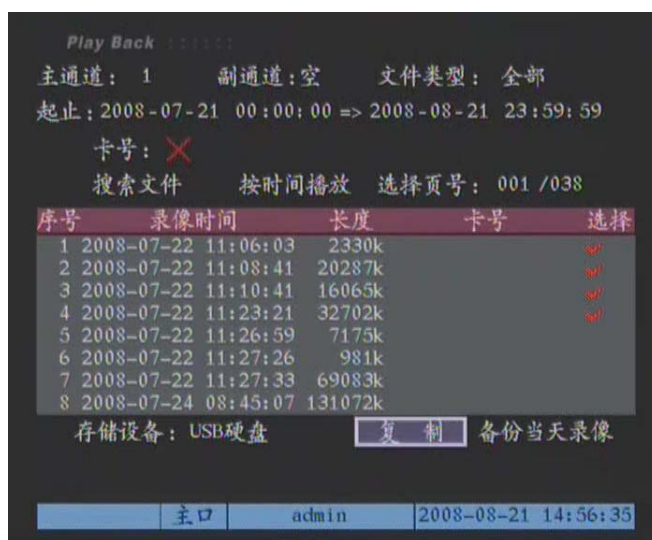 Play Back ::::::
主通道： 1 副通道:空 文件类型： 全部
起止:2008-07-21 00:00:00 => 2008-08-21 23:59:59
卡号:
搜索文件 按时间播放 选择页号: 001 /038
序号 录像时间 长度 卡号 选择
1 2008-07-22 11:06:03 2330k
2 2008-07-22 11:08:41 20287k
3 2008-07-22 11:10:41 16065k
4 2008-07-22 11:23:21 32702k
5 2008-07-22 11:26:59 7175k
6 2008-07-22 11:27:26 981k
7 2008-07-22 11:27:33 69083k
8 2008-07-24 08:45:07 131072k
存储设备: USB硬盘 复 制 备份当天录像
主口 admin 2008-08-21 14:56:35